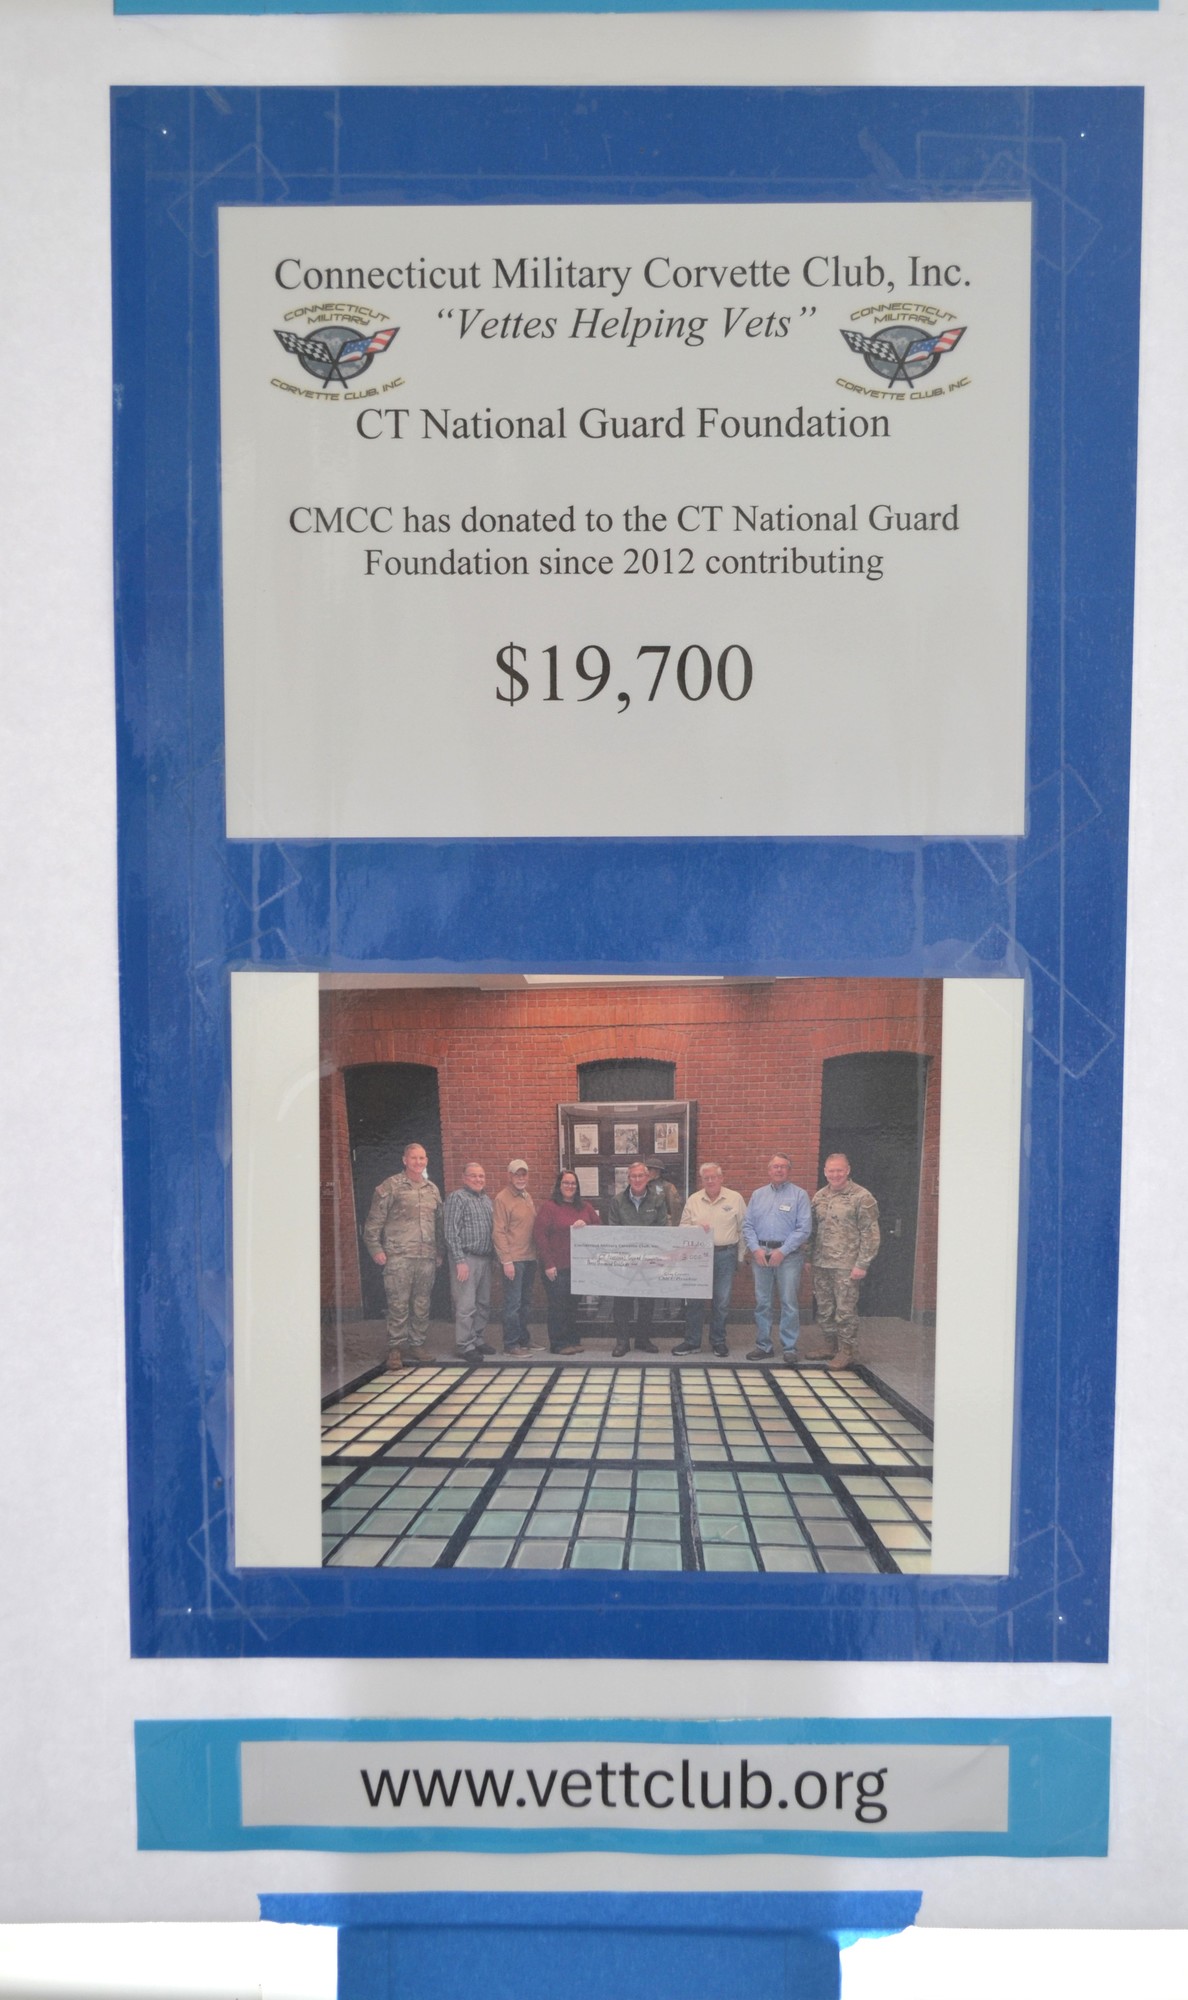 Connecticut Military Corvette Club, Inc.
CONNECTICUT
MILITARY
CORVETTE CLUB, INC.
"Vettes Helping Vets"
CONNECTICUT
MILITARY
CORVETTE CLUB, INC.
CT National Guard Foundation
CMCC has donated to the CT National Guard
Foundation since 2012 contributing
$19,700
www.vettclub.org